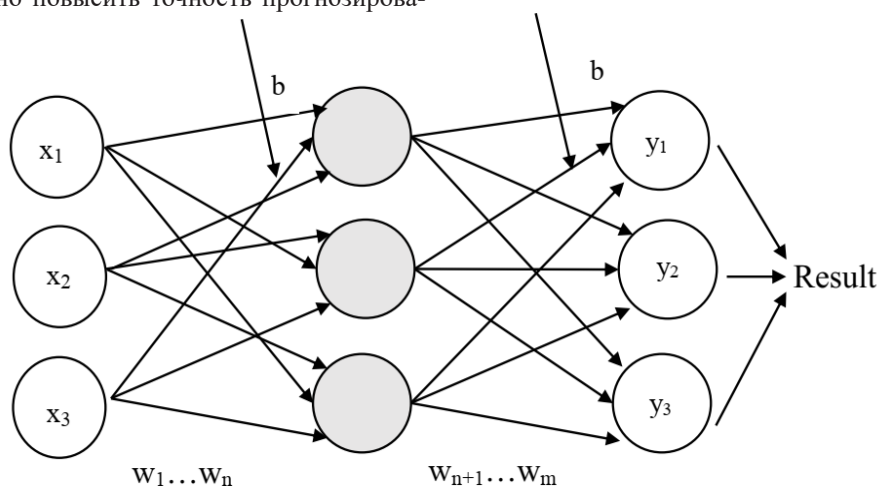 но повысить точность прогнозирова-
b
b
x₁
y₁
x₂
y₂
Result
x₃
y₃
w₁…wₙ
wₙ₊₁…wₘ